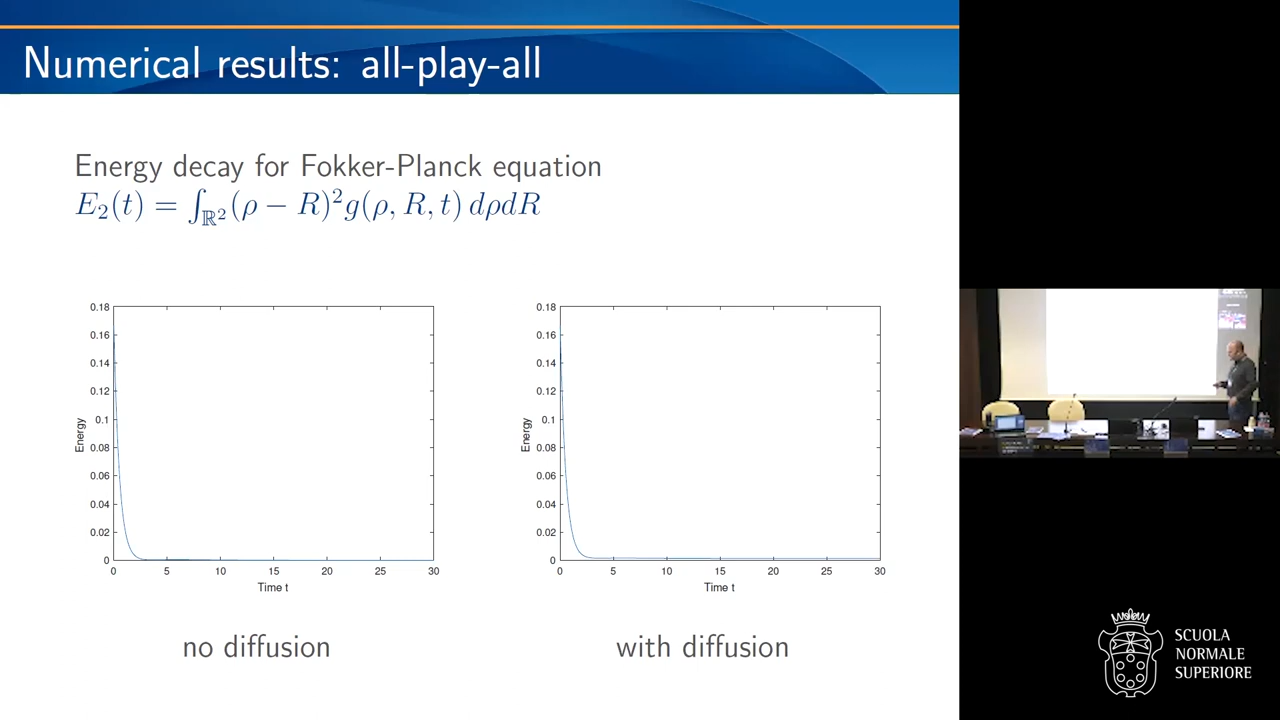 Numerical results: all-play-all
Energy decay for Fokker-Planck equation
E₂(t) = ∫_ℝ² (ρ − R)² g(ρ, R, t) dρdR
0.18
0.16
0.14
0.12
0.1
0.08
0.06
0.04
0.02
0
Energy
0 5 10 15 20 25 30
Time t
no diffusion
0.18
0.16
0.14
0.12
0.1
0.08
0.06
0.04
0.02
0
Energy
0 5 10 15 20 25 30
Time t
with diffusion
SCUOLA
NORMALE
SUPERIORE